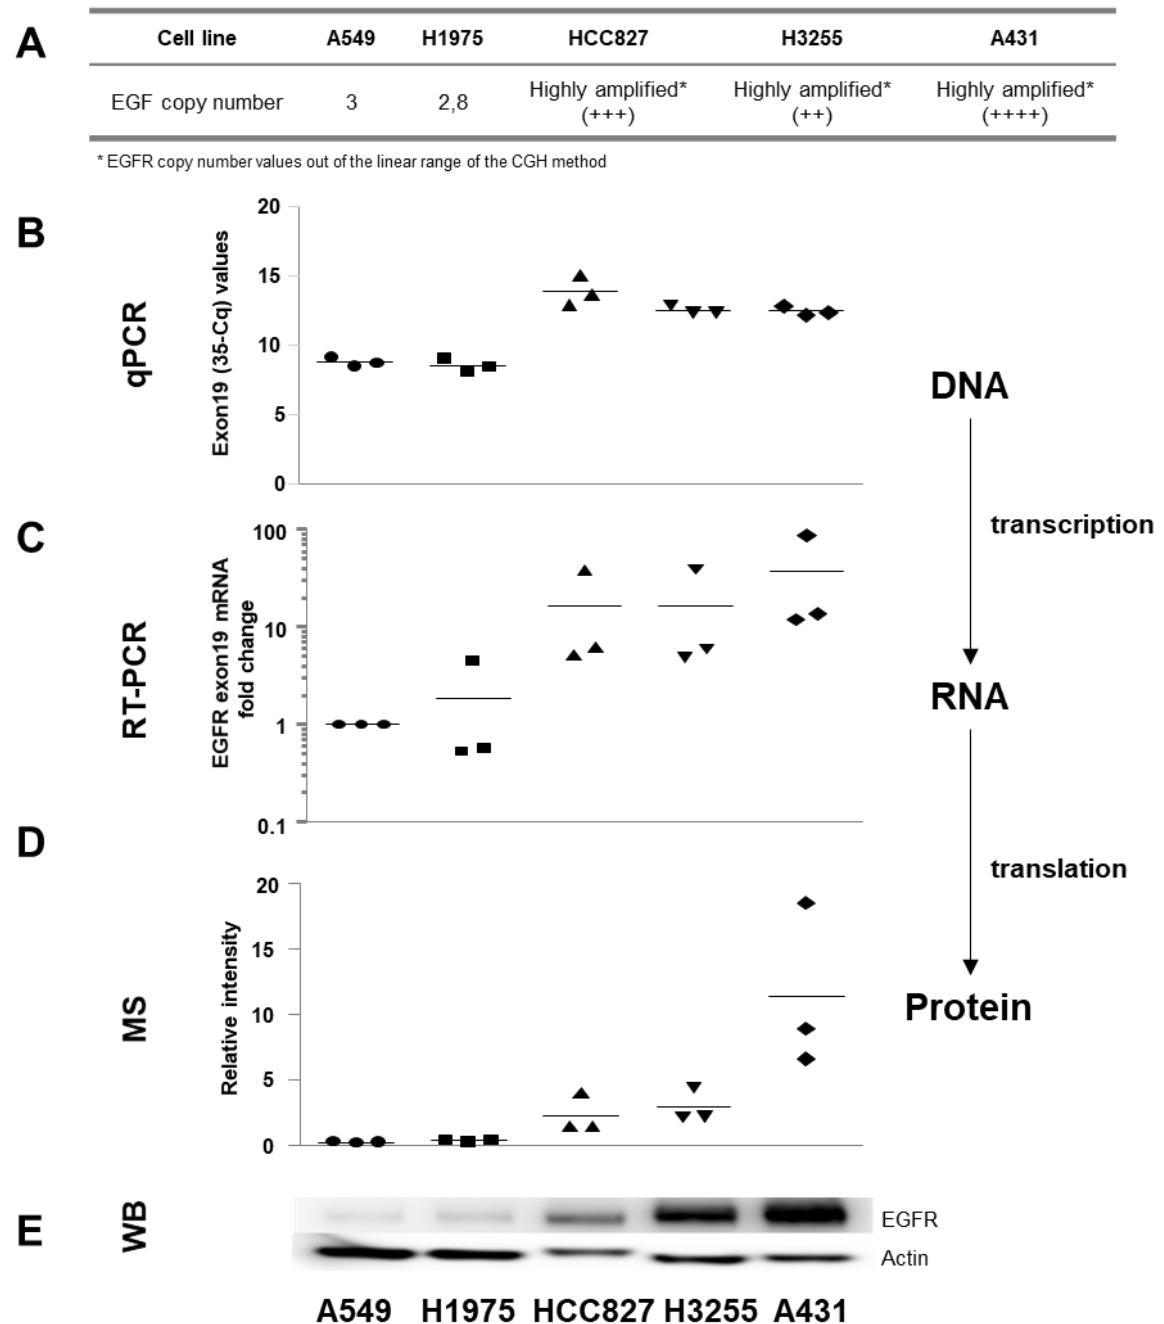 A
Cell line A549 H1975 HCC827 H3255 A431
EGF copy number 3 2,8 Highly amplified* (+++) Highly amplified* (++) Highly amplified* (++++)
* EGFR copy number values out of the linear range of the CGH method
B
qPCR
Exon19 (35-Cq) values
20
15
10
5
0
DNA
transcription
C
RT-PCR
EGFR exon19 mRNA
fold change
100
10
1
0.1
RNA
translation
D
MS
Relative intensity
20
15
10
5
0
Protein
E
WB
EGFR
Actin
A549 H1975 HCC827 H3255 A431